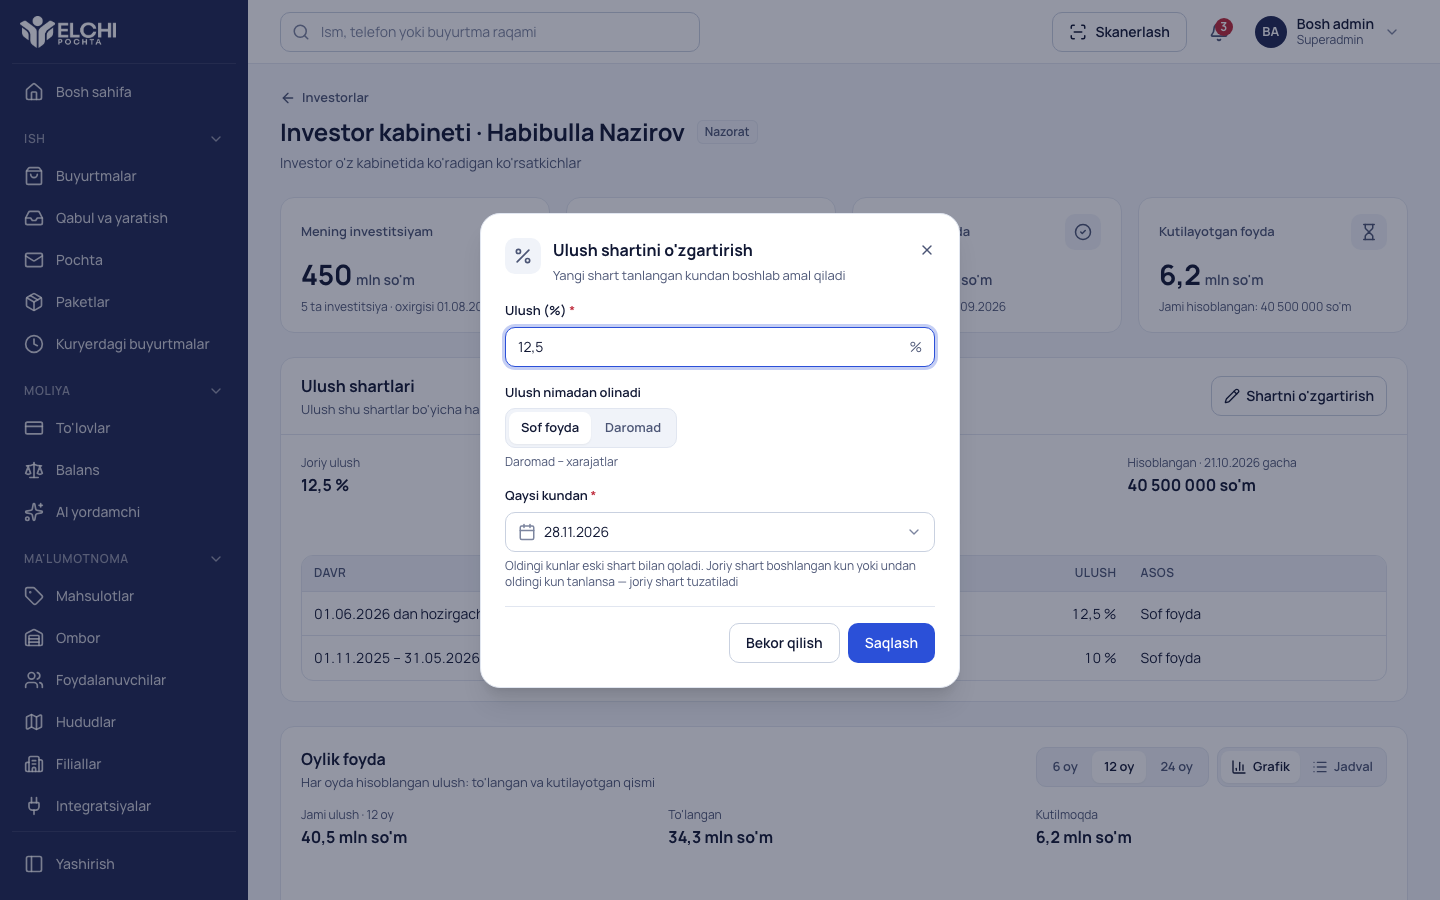 ELCHI
POCHTA
Bosh sahifa
ISH
Buyurtmalar
Qabul va yaratish
Pochta
Paketlar
Kuryerdagi buyurtmalar
MOLIYA
To'lovlar
Balans
AI yordamchi
MA'LUMOTNOMA
Mahsulotlar
Ombor
Foydalanuvchilar
Hududlar
Filiallar
Integratsiyalar
Yashirish
Ism, telefon yoki buyurtma raqami
Skanerlash
3
BA
Bosh admin
Superadmin
Investorlar
Investor kabineti · Habibulla Nazirov
Nazorat
Investor o'z kabinetida ko'radigan ko'rsatkichlar
Mening investitsiyam
450 mln so'm
5 ta investitsiya · oxirgisi 01.08.20
da
so'm
09.2026
Kutilayotgan foyda
6,2 mln so'm
Jami hisoblangan: 40 500 000 so'm
Ulush shartlari
Ulush shu shartlar bo'yicha
Shartni o'zgartirish
Joriy ulush
12,5 %
Hisoblangan · 21.10.2026 gacha
40 500 000 so'm
DAVR
ULUSH
ASOS
01.06.2026 dan hozirgach
12,5 %
Sof foyda
01.11.2025 – 31.05.2026
10 %
Sof foyda
Ulush shartini o'zgartirish
Yangi shart tanlangan kundan boshlab amal qiladi
Ulush (%) *
12,5
%
Ulush nimadan olinadi
Sof foyda
Daromad
Daromad − xarajatlar
Qaysi kundan *
28.11.2026
Oldingi kunlar eski shart bilan qoladi. Joriy shart boshlangan kun yoki undan
oldingi kun tanlansa — joriy shart tuzatiladi
Bekor qilish
Saqlash
Oylik foyda
Har oyda hisoblangan ulush: to'langan va kutilayotgan qismi
6 oy
12 oy
24 oy
Grafik
Jadval
Jami ulush · 12 oy
40,5 mln so'm
To'langan
34,3 mln so'm
Kutilmoqda
6,2 mln so'm